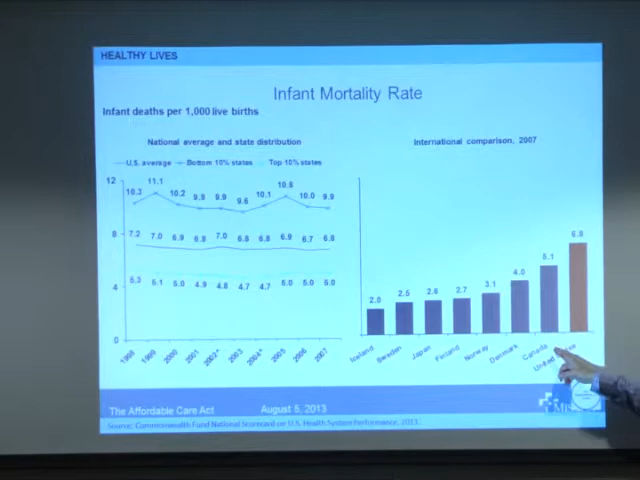 HEALTHY LIVES
Infant Mortality Rate
Infant deaths per 1,000 live births
National average and state distribution
U.S. average Bottom 10% states Top 10% states
12
10.3 11.1 10.2 9.9 9.9 9.6 10.1 10.8 10.0 9.9
8
7.2 7.0 6.9 6.8 7.0 6.8 6.8 6.9 6.7 6.8
5.3 5.1 5.0 4.9 4.8 4.7 4.7 5.0 5.0 5.0
4
0
1998 1999 2000 2001 2002^ 2003 2004^ 2005 2006 2007
International comparison, 2007
2.0 2.5 2.6 2.7 3.1 4.0 5.1 6.8
Iceland Sweden Japan Finland Norway Denmark Canada United
The Affordable Care Act August 5, 2013
Source: Commonwealth Fund National Scorecard on U.S. Health System Performance, 2011.